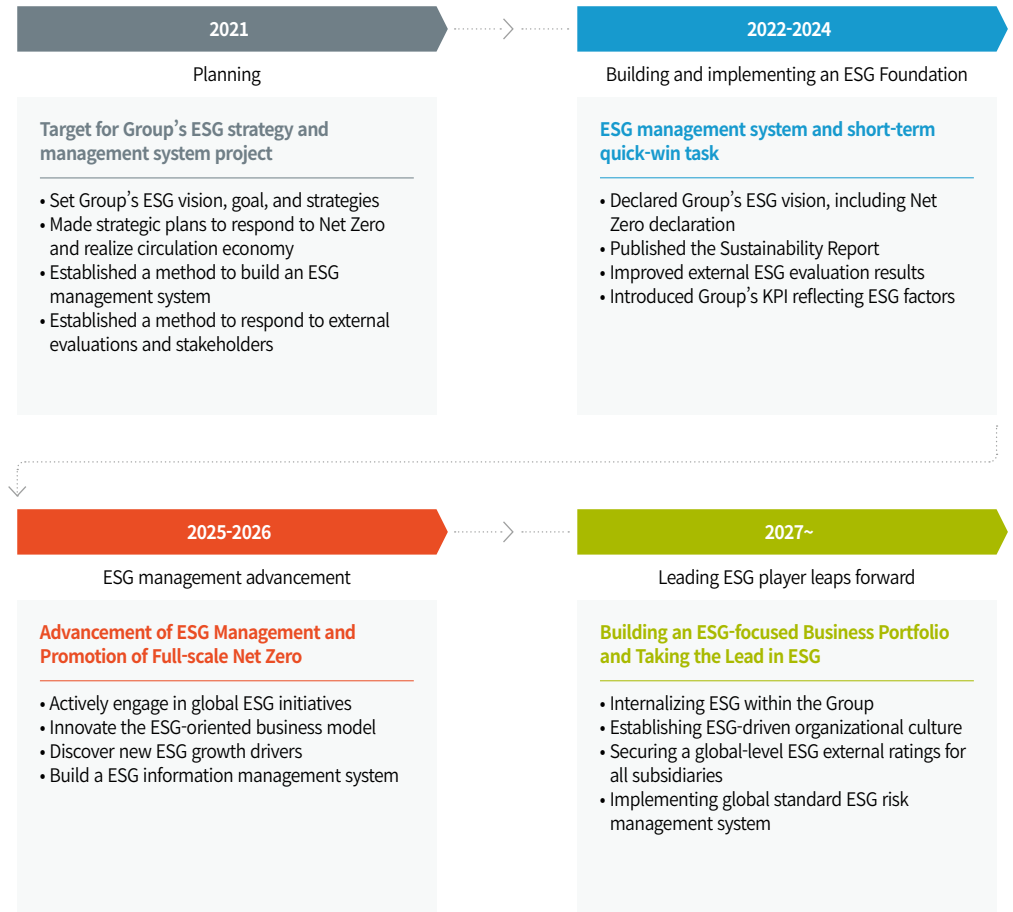 2021
Planning
Target for Group's ESG strategy and
management system project
• Set Group's ESG vision, goal, and strategies
• Made strategic plans to respond to Net Zero
and realize circulation economy
• Established a method to build an ESG
management system
• Established a method to respond to external
evaluations and stakeholders
2022-2024
Building and implementing an ESG Foundation
ESG management system and short-term
quick-win task
• Declared Group's ESG vision, including Net
Zero declaration
• Published the Sustainability Report
• Improved external ESG evaluation results
• Introduced Group's KPI reflecting ESG factors
2025-2026
ESG management advancement
Advancement of ESG Management and
Promotion of Full-scale Net Zero
• Actively engage in global ESG initiatives
• Innovate the ESG-oriented business model
• Discover new ESG growth drivers
• Build a ESG information management system
2027~
Leading ESG player leaps forward
Building an ESG-focused Business Portfolio
and Taking the Lead in ESG
• Internalizing ESG within the Group
• Establishing ESG-driven organizational culture
• Securing a global-level ESG external ratings for
all subsidiaries
• Implementing global standard ESG risk
management system